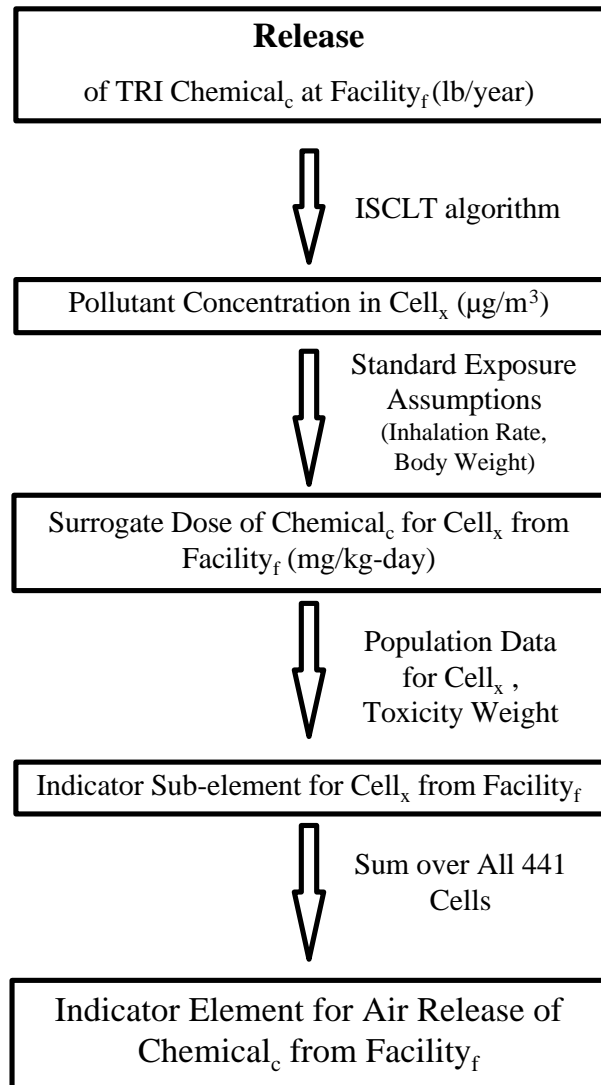 Release
of TRI Chemical_c at Facility_f (lb/year)
ISCLT algorithm
Pollutant Concentration in Cell_x (µg/m³)
Standard Exposure
Assumptions
(Inhalation Rate,
Body Weight)
Surrogate Dose of Chemical_c for Cell_x from
Facility_f (mg/kg-day)
Population Data
for Cell_x ,
Toxicity Weight
Indicator Sub-element for Cell_x from Facility_f
Sum over All 441
Cells
Indicator Element for Air Release of
Chemical_c from Facility_f